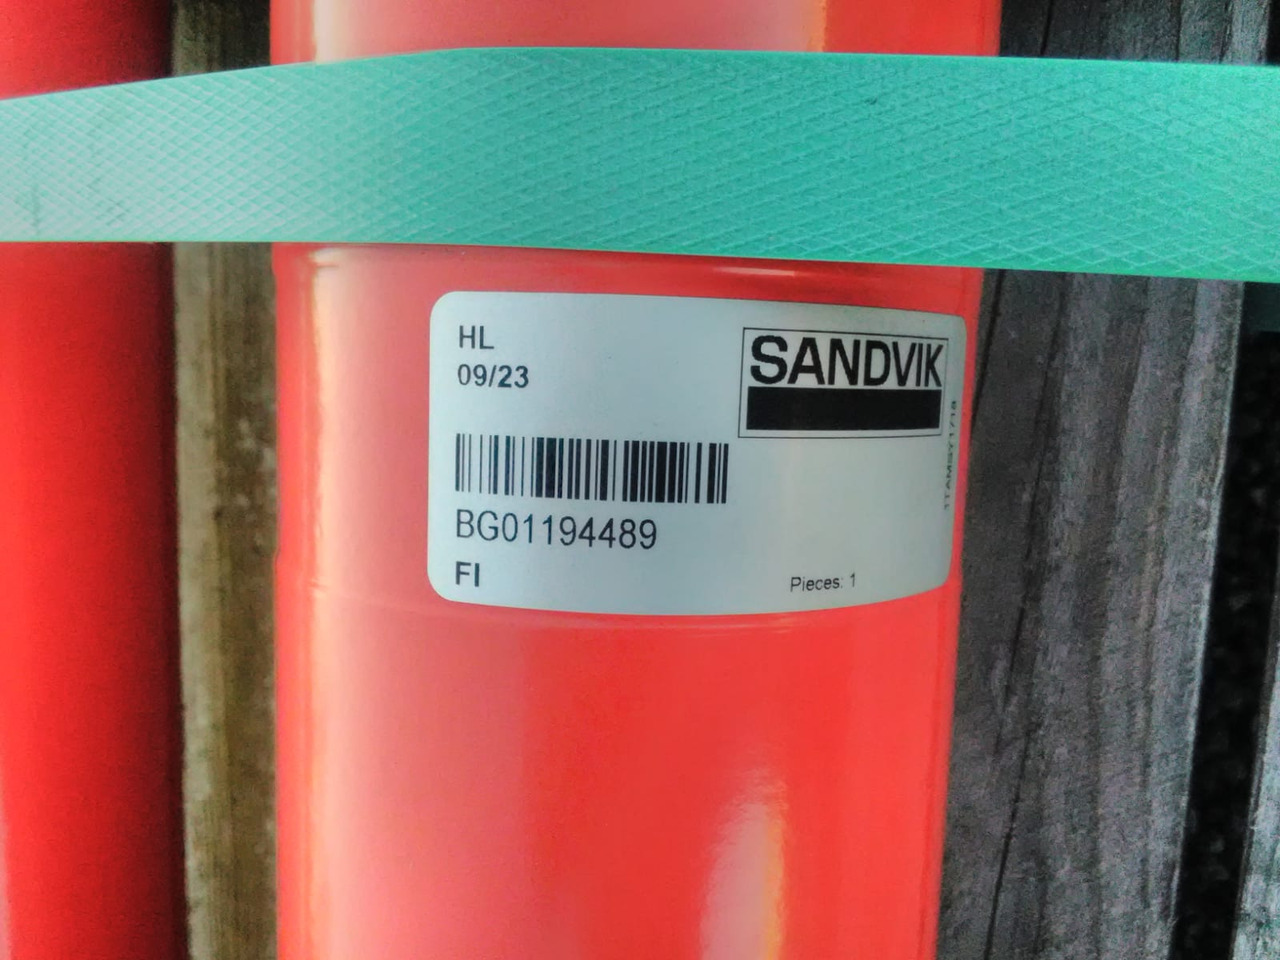 HL
09/23
SANDVIK
BG01194489
FI
Pieces: 1